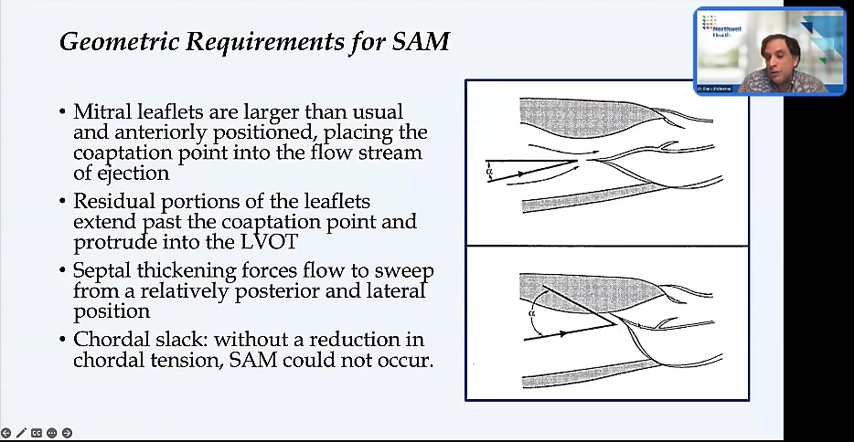 Geometric Requirements for SAM
• Mitral leaflets are larger than usual
and anteriorly positioned, placing the
coaptation point into the flow stream
of ejection
• Residual portions of the leaflets
extend past the coaptation point and
protrude into the LVOT
• Septal thickening forces flow to sweep
from a relatively posterior and lateral
position
• Chordal slack: without a reduction in
chordal tension, SAM could not occur.
α
α
Northwell
Health